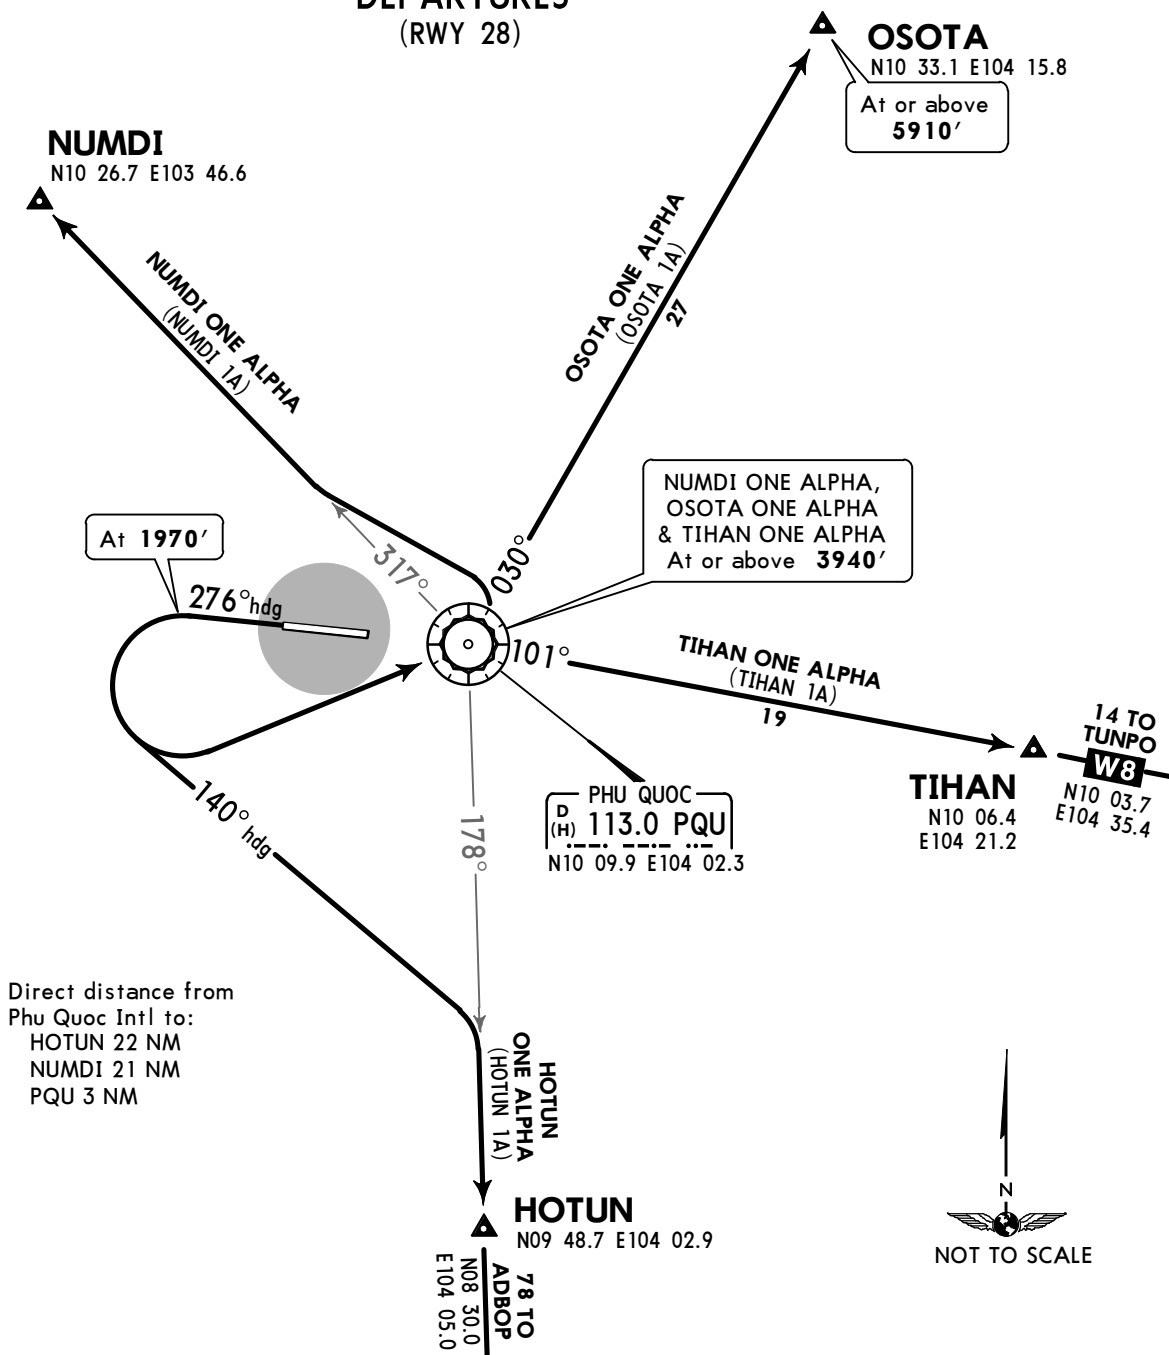 DEPARTURES
(RWY 28)
OSOTA
N10 33.1 E104 15.8
At or above
5910'
NUMDI
N10 26.7 E103 46.6
NUMDI ONE ALPHA
(NUMDI 1A)
OSOTA ONE ALPHA
(OSOTA 1A)
27
NUMDI ONE ALPHA,
OSOTA ONE ALPHA
& TIHAN ONE ALPHA
At or above 3940'
At 1970'
276°hdg
317°
030°
101°
TIHAN ONE ALPHA
(TIHAN 1A)
19
14 TO
TUNPO
W8
N10 03.7
E104 35.4
TIHAN
N10 06.4
E104 21.2
PHU QUOC
D
(H) 113.0 PQU
N10 09.9 E104 02.3
140°hdg
178°
Direct distance from
Phu Quoc Intl to:
HOTUN 22 NM
NUMDI 21 NM
PQU 3 NM
HOTUN
ONE ALPHA
(HOTUN 1A)
HOTUN
N09 48.7 E104 02.9
78 TO
ADBOP
N08 30.0
E104 05.0
N
NOT TO SCALE